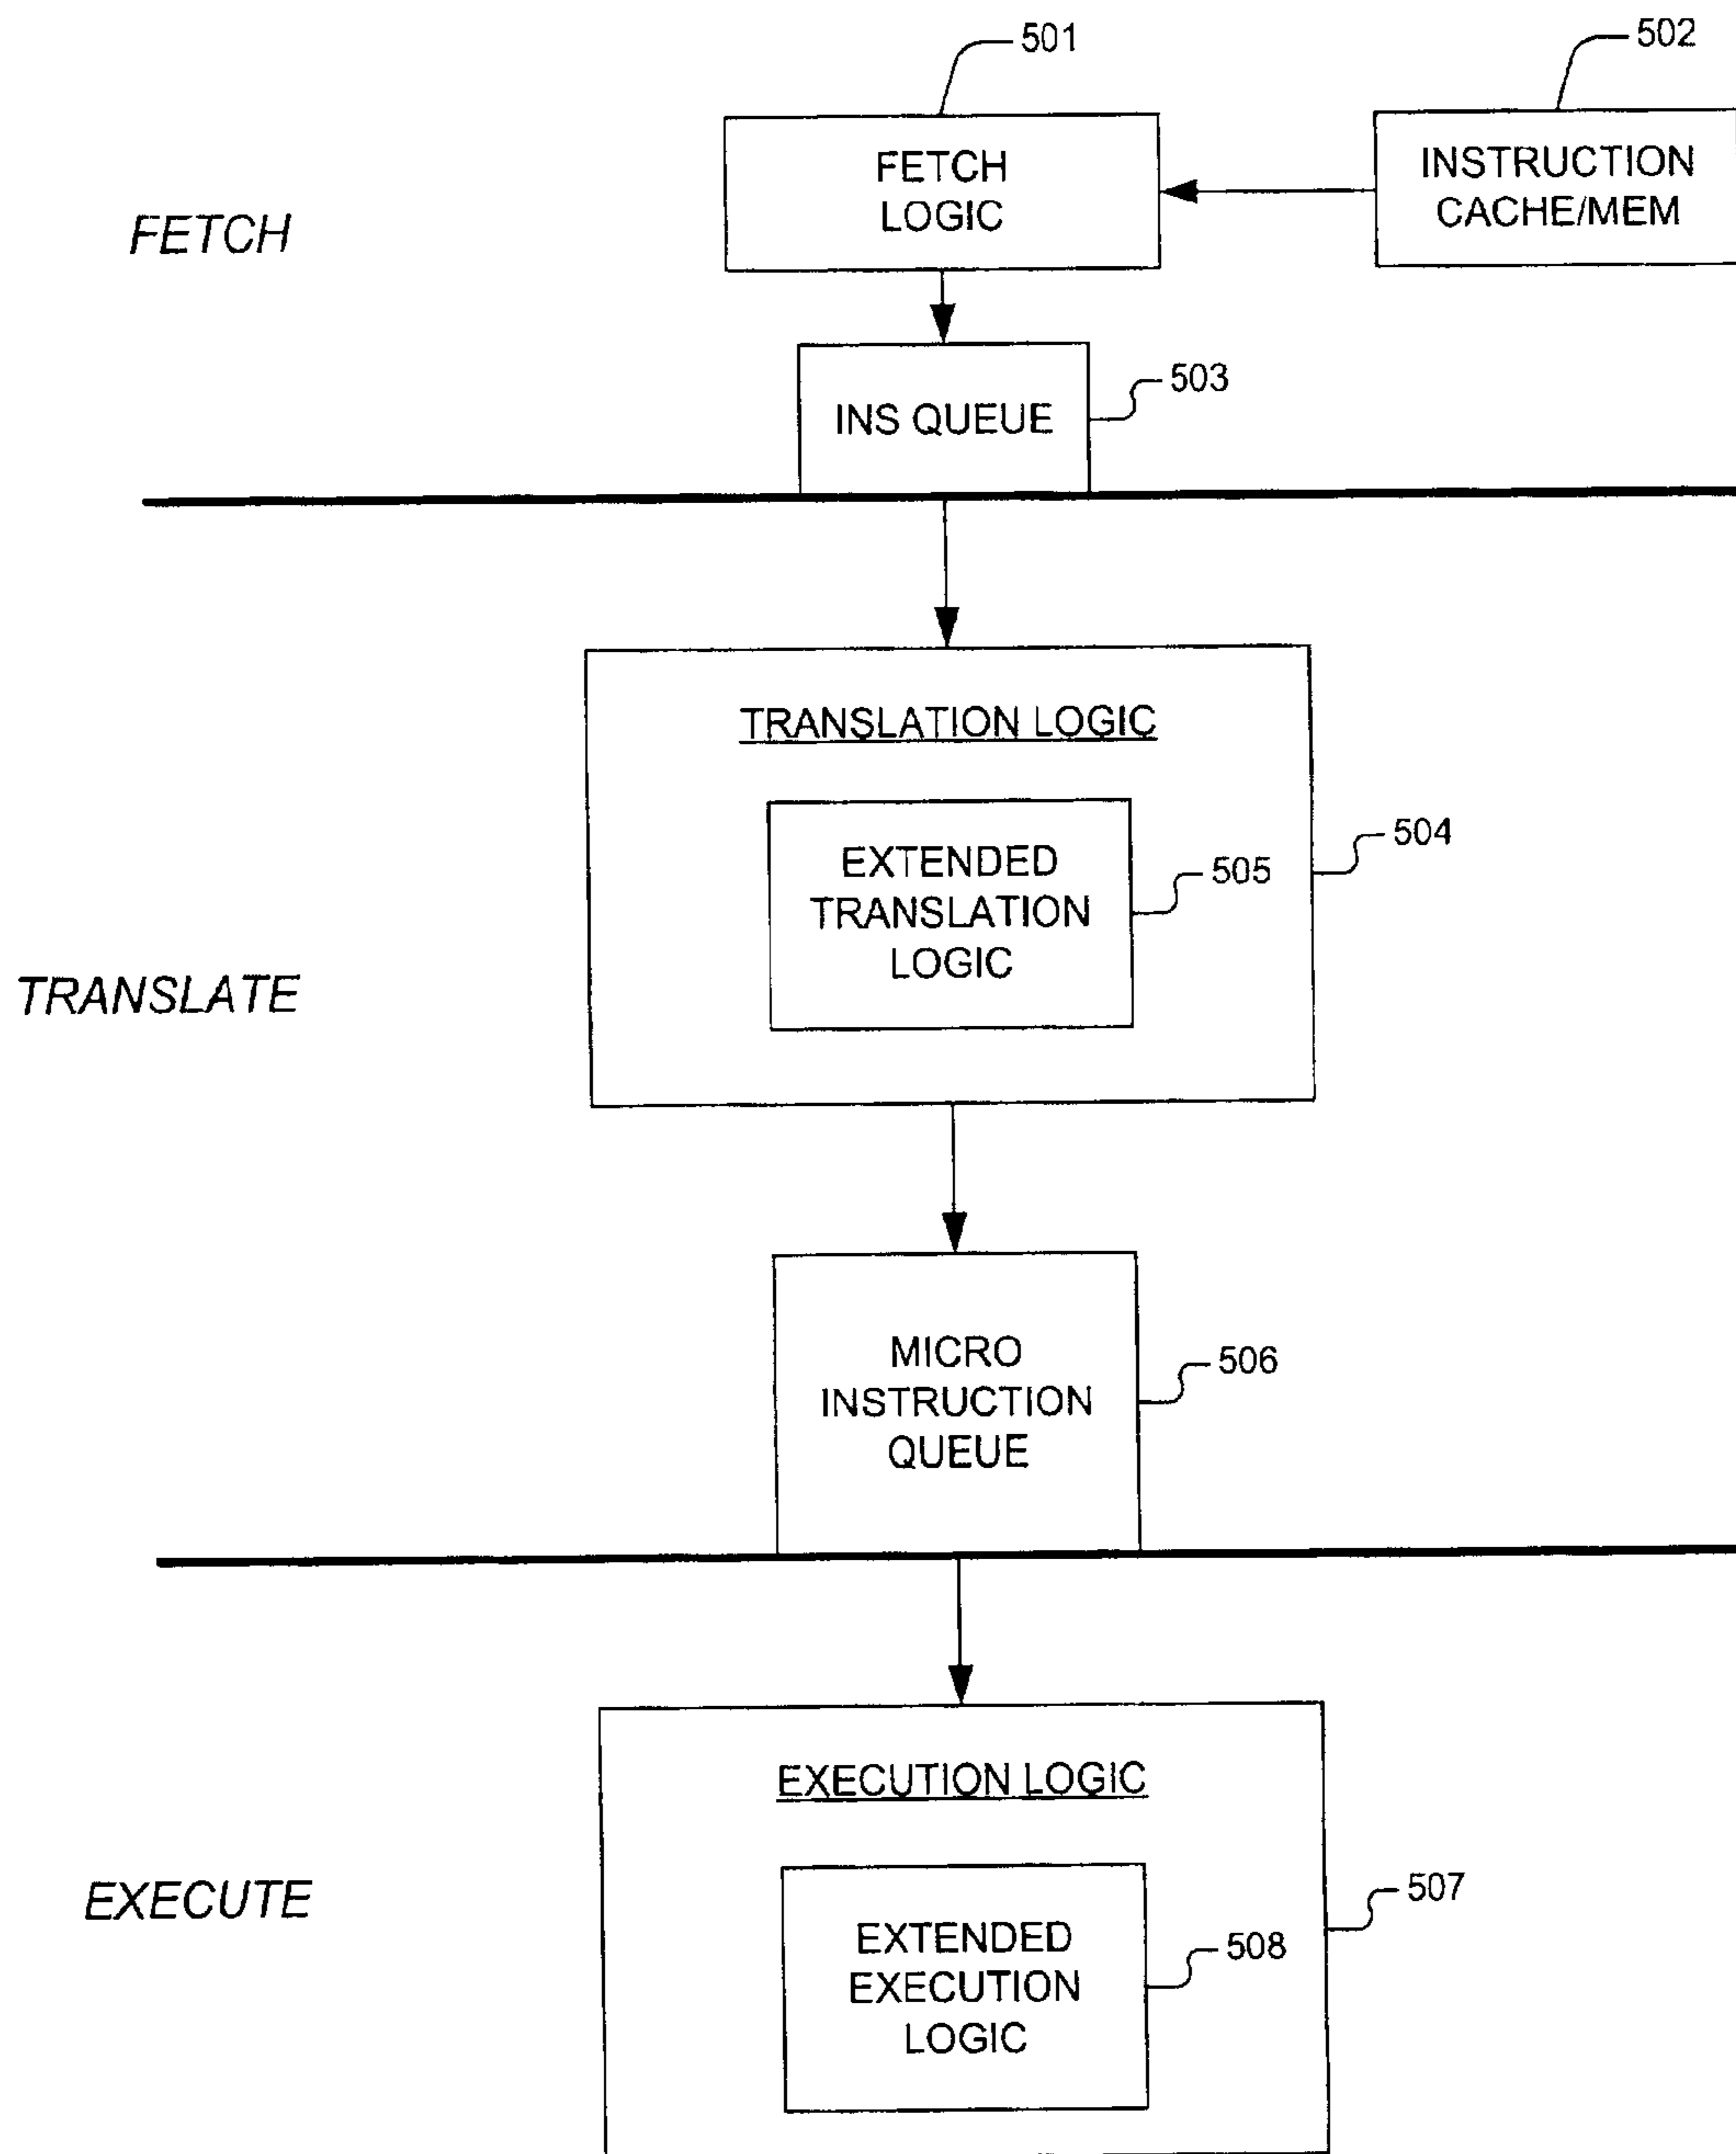 501
502
FETCH
LOGIC
INSTRUCTION
CACHE/MEM
FETCH
503
INS QUEUE
TRANSLATION LOGIC
504
EXTENDED
TRANSLATION
LOGIC
505
TRANSLATE
MICRO
INSTRUCTION
QUEUE
506
EXECUTION LOGIC
507
EXECUTE
EXTENDED
EXECUTION
LOGIC
508